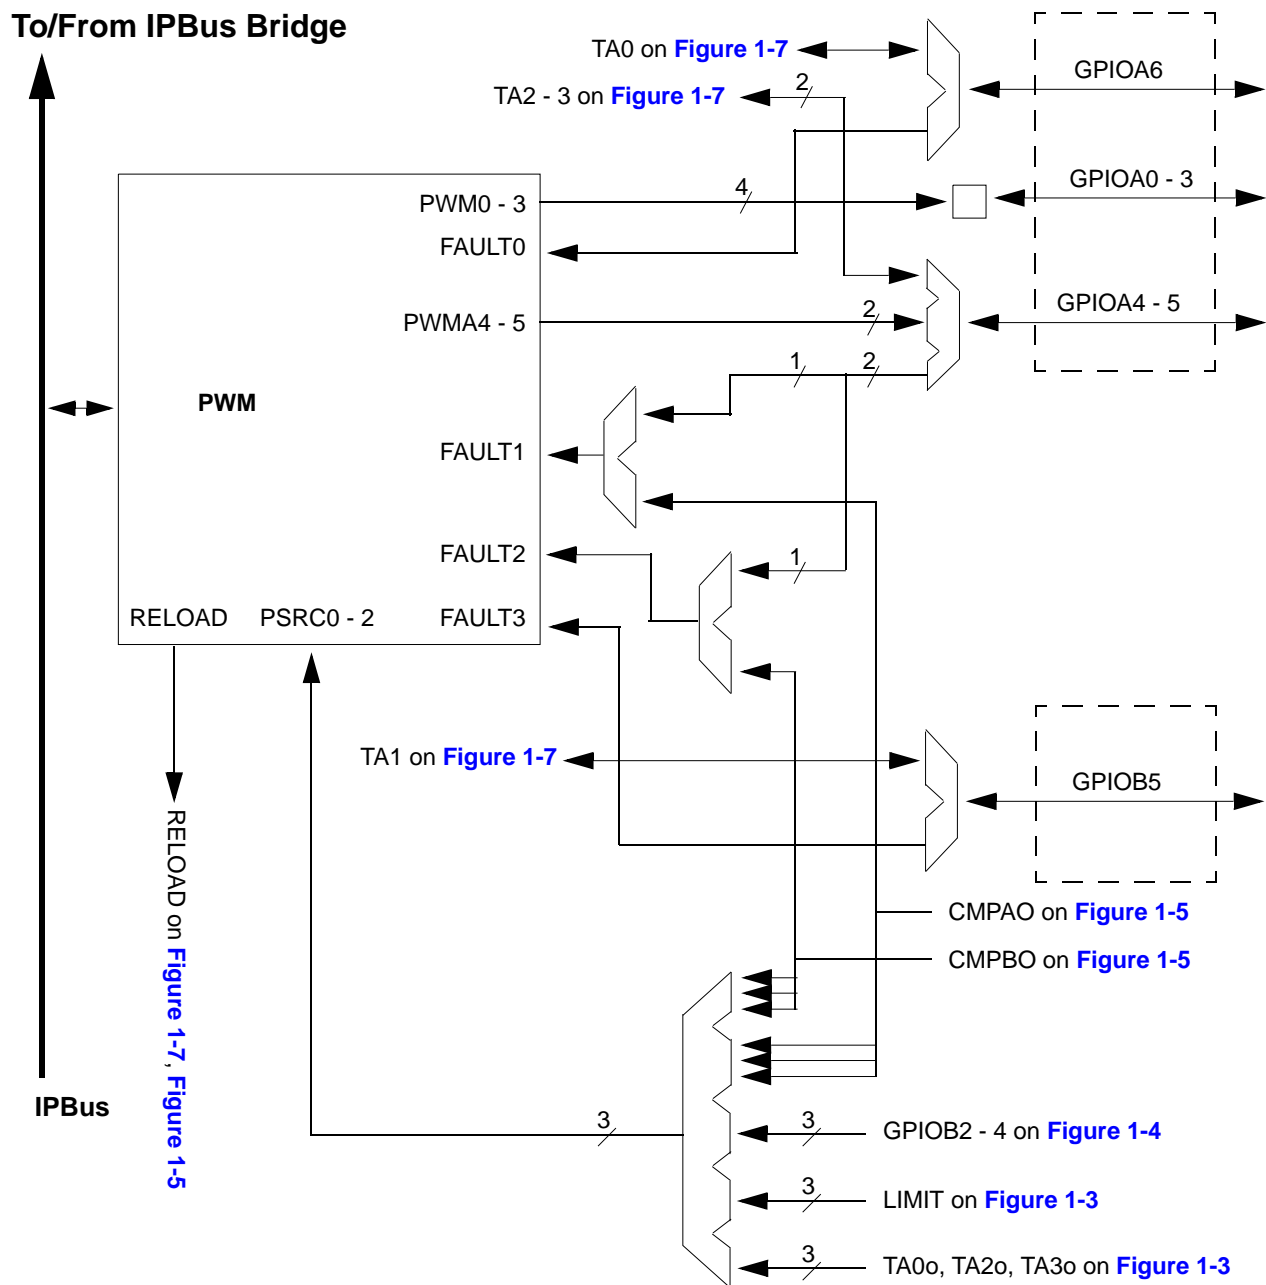 To/From IPBus Bridge
TA0 on Figure 1-7
GPIOA6
TA2 - 3 on Figure 1-7
2
PWM0 - 3
4
GPIOA0 - 3
FAULT0
PWMA4 - 5
2
GPIOA4 - 5
1
2
PWM
FAULT1
FAULT2
1
RELOAD
PSRC0 - 2
FAULT3
TA1 on Figure 1-7
GPIOB5
RELOAD on Figure 1-7, Figure 1-5
CMPAO on Figure 1-5
CMPBO on Figure 1-5
IPBus
3
3
GPIOB2 - 4 on Figure 1-4
3
LIMIT on Figure 1-3
3
TA0o, TA2o, TA3o on Figure 1-3